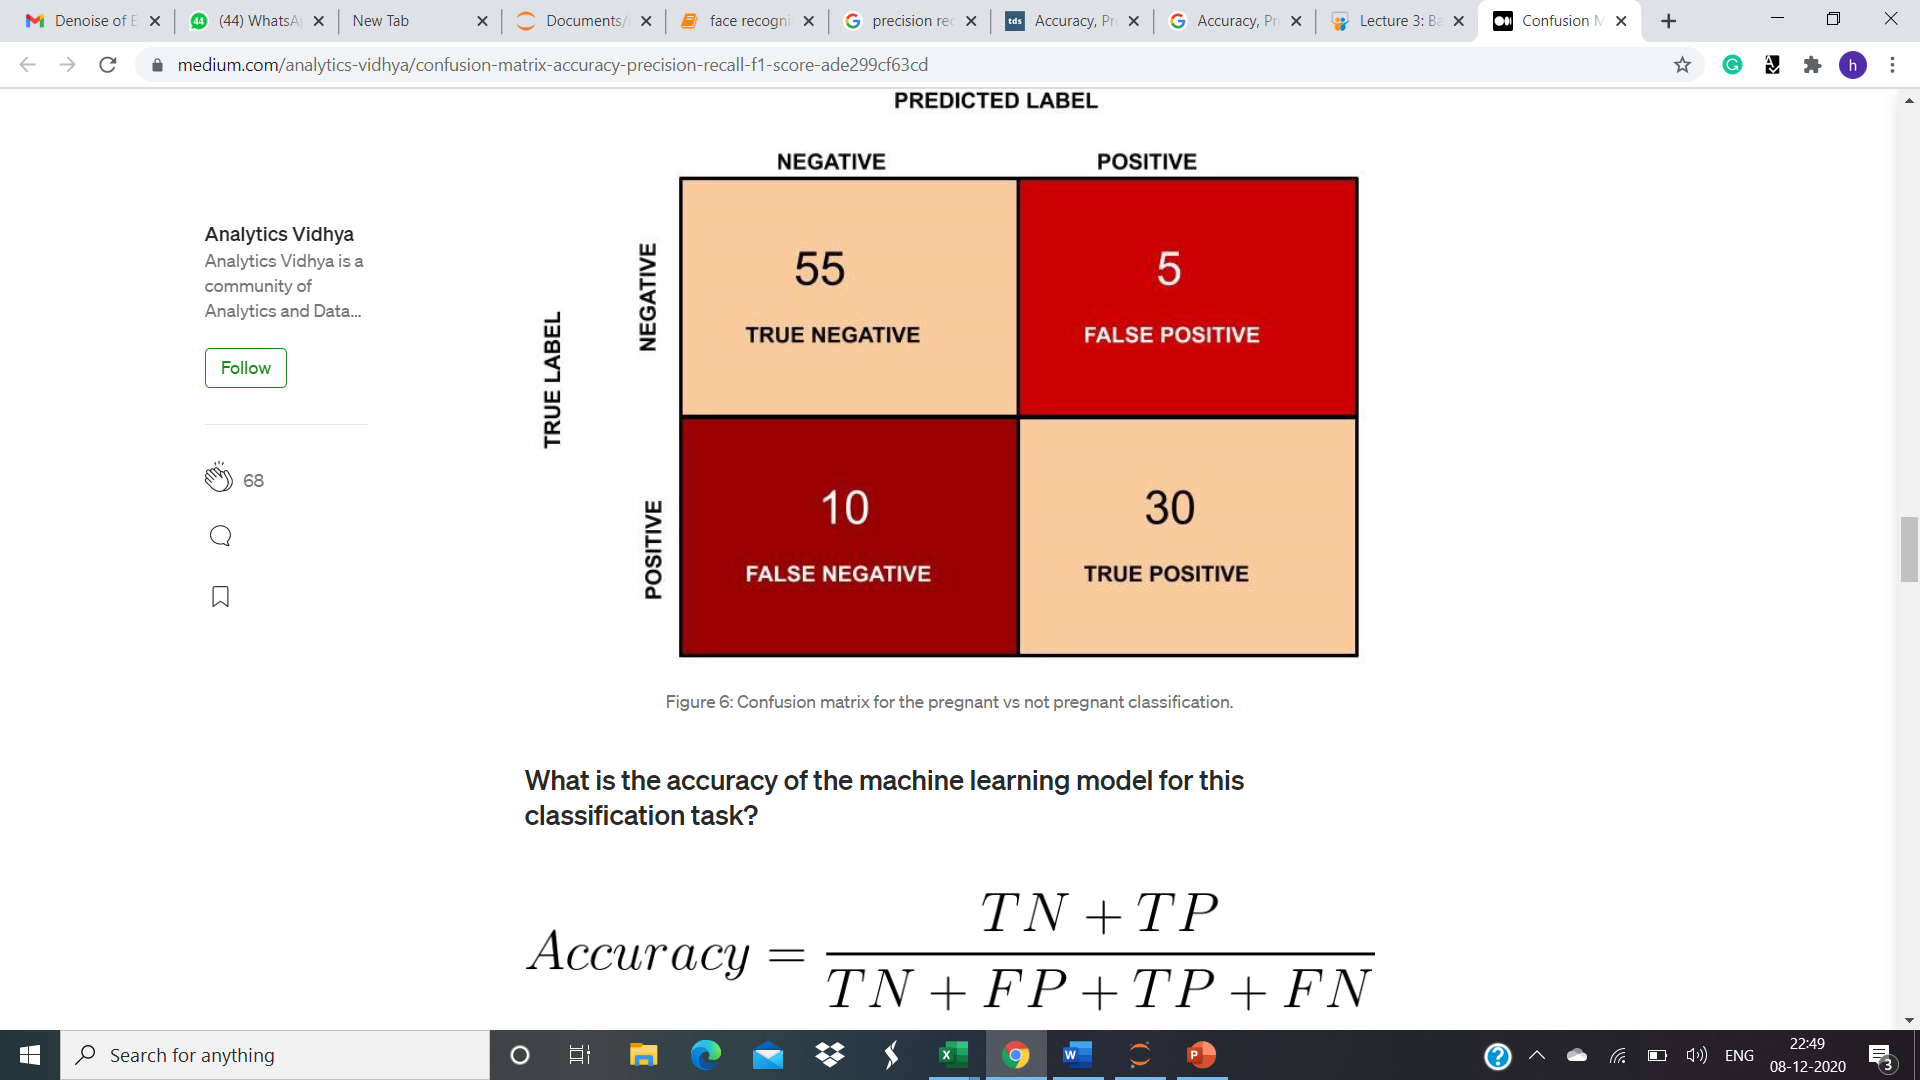 Denoise of E
(44) WhatsA
New Tab
Documents/
face recogni
precision rec
Accuracy, Pr
Accuracy, Pr
Lecture 3: Ba
Confusion M
medium.com/analytics-vidhya/confusion-matrix-accuracy-precision-recall-f1-score-ade299cf63cd
h
PREDICTED LABEL
NEGATIVE
POSITIVE
Analytics Vidhya
Analytics Vidhya is a
community of
Analytics and Data...
Follow
68
TRUE LABEL
NEGATIVE
55
TRUE NEGATIVE
5
FALSE POSITIVE
POSITIVE
10
FALSE NEGATIVE
30
TRUE POSITIVE
Figure 6: Confusion matrix for the pregnant vs not pregnant classification.
What is the accuracy of the machine learning model for this
classification task?
Accuracy = 
TN + TP
TN + FP + TP + FN
Search for anything
ENG
22:49
08-12-2020
3